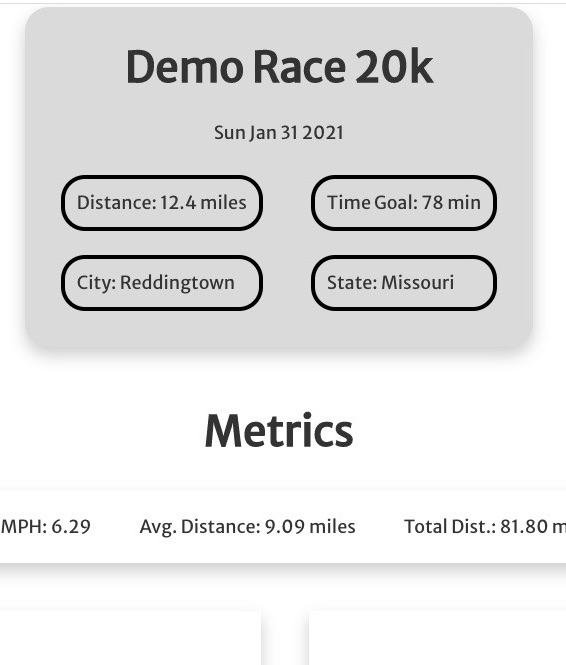 Demo Race 20k
Sun Jan 31 2021
Distance: 12.4 miles Time Goal: 78 min
City: Reddingtown State: Missouri
Metrics
MPH: 6.29 Avg. Distance: 9.09 miles Total Dist.: 81.80 m